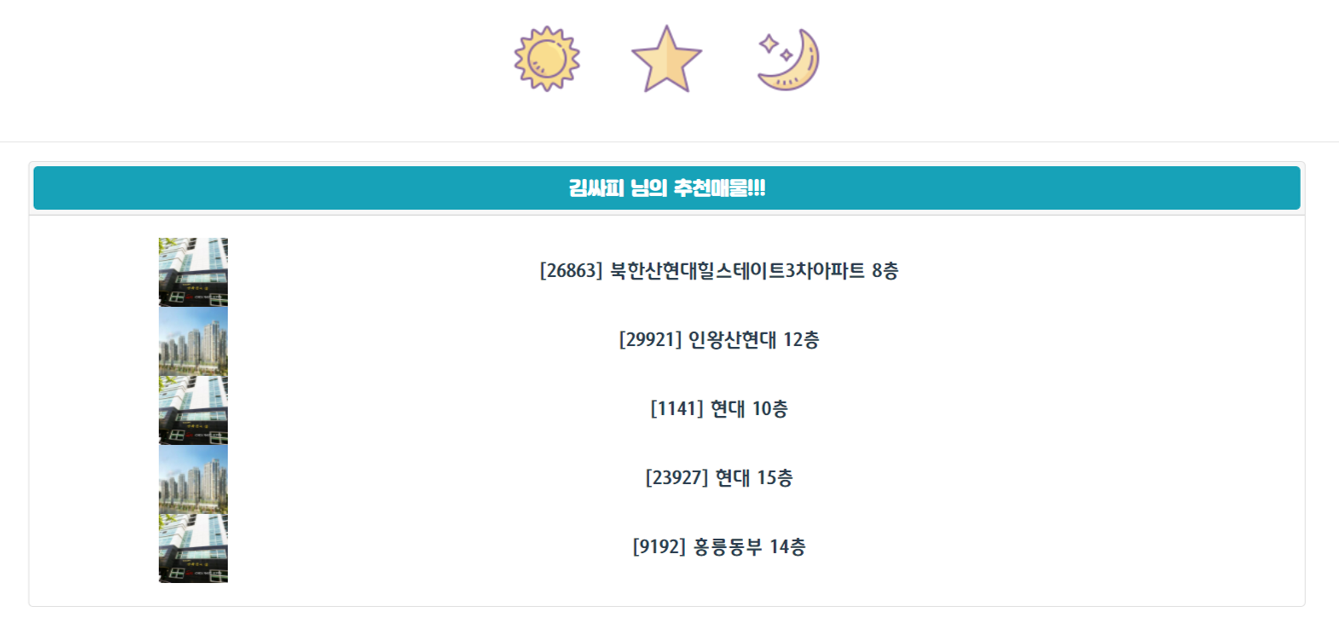 김싸피 님의 추천매물!!!
[26863] 북한산현대힐스테이트3차아파트 8층
[29921] 인왕산현대 12층
[1141] 현대 10층
[23927] 현대 15층
[9192] 홍릉동부 14층